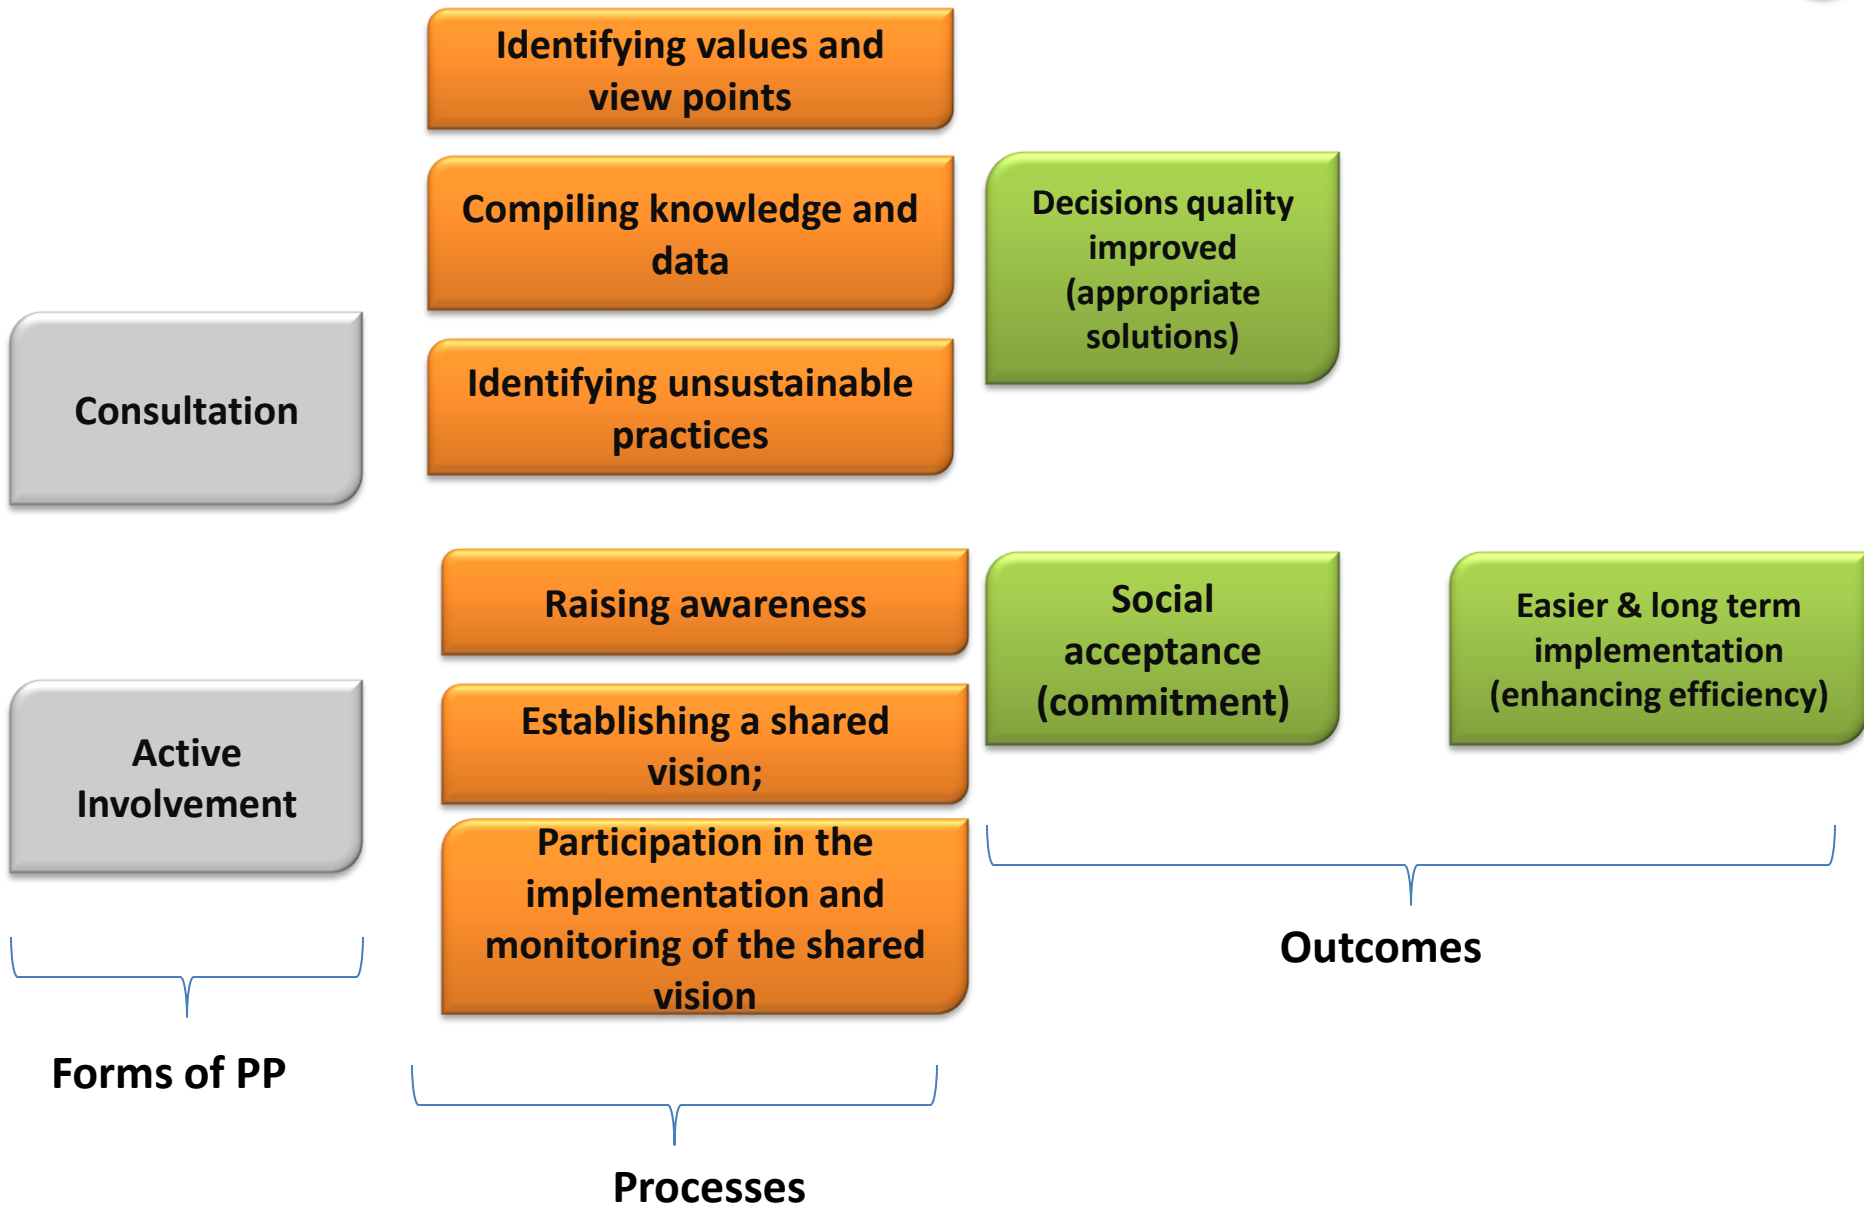 Identifying values and
view points
Compiling knowledge and
data
Identifying unsustainable
practices
Decisions quality
improved
(appropriate
solutions)
Consultation
Raising awareness
Establishing a shared
vision;
Participation in the
implementation and
monitoring of the shared
vision
Social
acceptance
(commitment)
Easier & long term
implementation
(enhancing efficiency)
Active
Involvement
Forms of PP
Processes
Outcomes